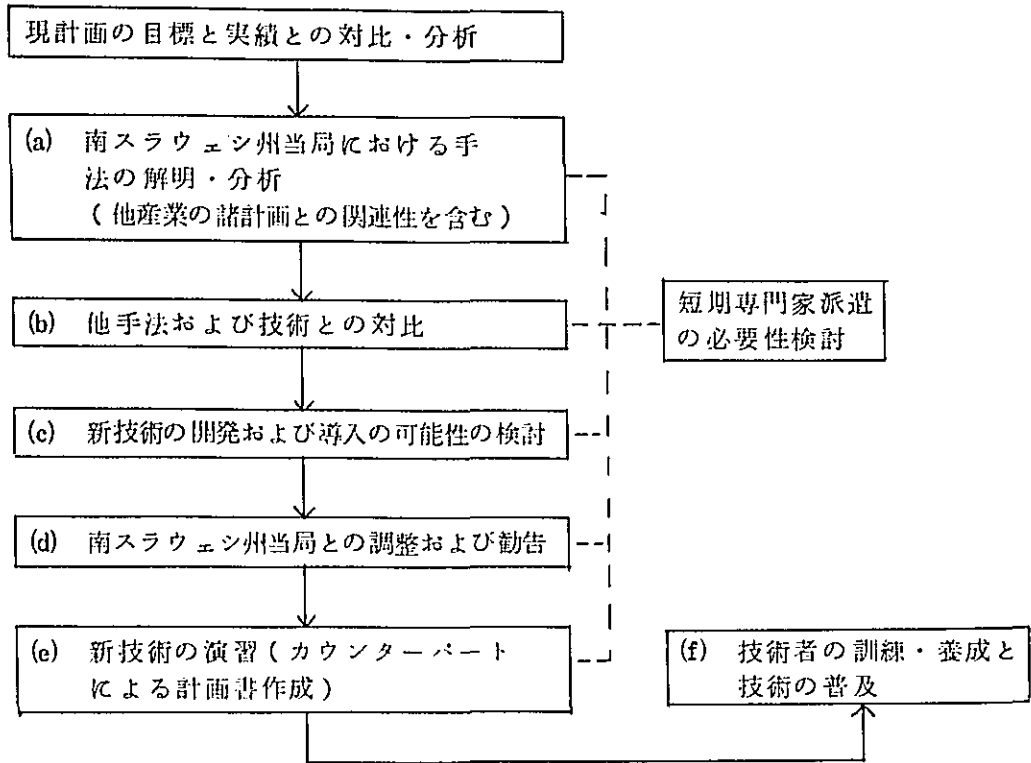 現計画の目標と実績との対比・分析
(a) 南スラウェシ州当局における手
法の解明・分析
(他産業の諸計画との関連性を含む)
(b) 他手法および技術との対比
短期専門家派遣
の必要性検討
(c) 新技術の開発および導入の可能性の検討
(d) 南スラウェシ州当局との調整および勧告
(e) 新技術の演習(カウンターパート
による計画書作成)
(f) 技術者の訓練・養成と
技術の普及